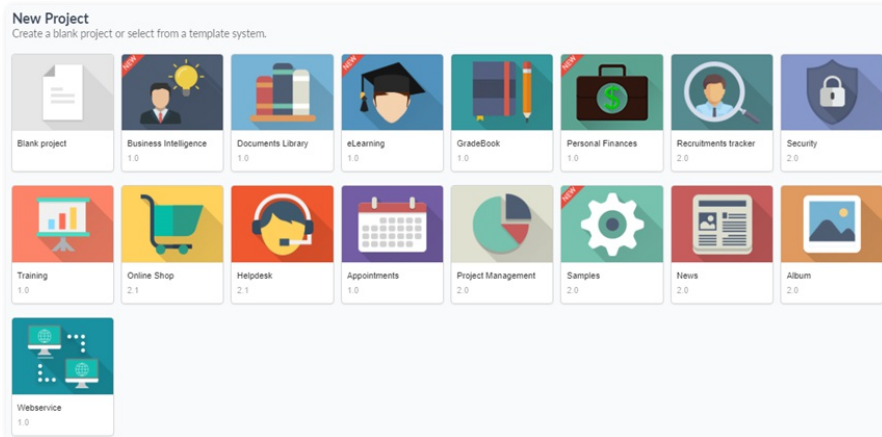 New Project
Create a blank project or select from a template system.
NEW
NEW
NEW
Blank project
Business Intelligence
Documents Library
eLearning
GradeBook
Personal Finances
Recruitments tracker
Security
1.0
1.0
1.0
1.0
1.0
2.0
2.0
NEW
Training
Online Shop
Helpdesk
Appointments
Project Management
Samples
News
Album
1.0
2.1
2.1
1.0
2.0
2.0
2.0
2.0
Webservice
1.0